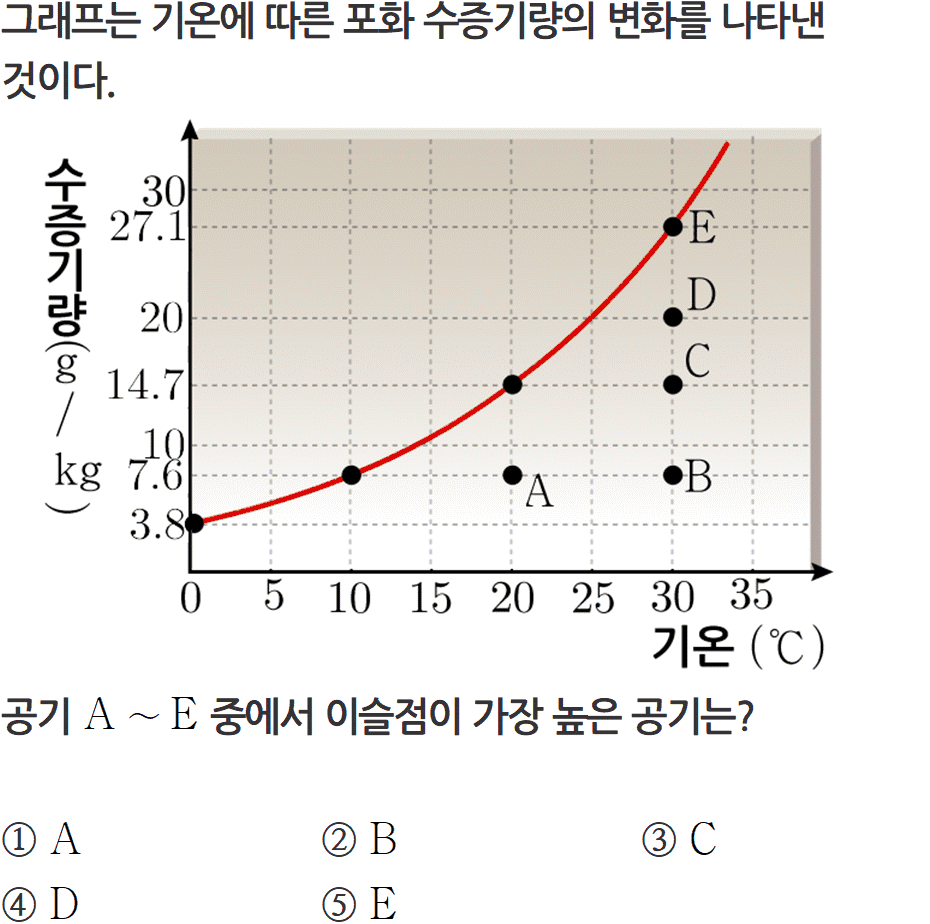 그래프는 기온에 따른 포화 수증기량의 변화를 나타낸
것이다.
수증기량(g/kg)
30
27.1
20
14.7
10
7.6
3.8
E
D
C
B
A
0 5 10 15 20 25 30 35
기온 (℃)
공기 A ~ E 중에서 이슬점이 가장 높은 공기는?
① A ② B ③ C
④ D ⑤ E